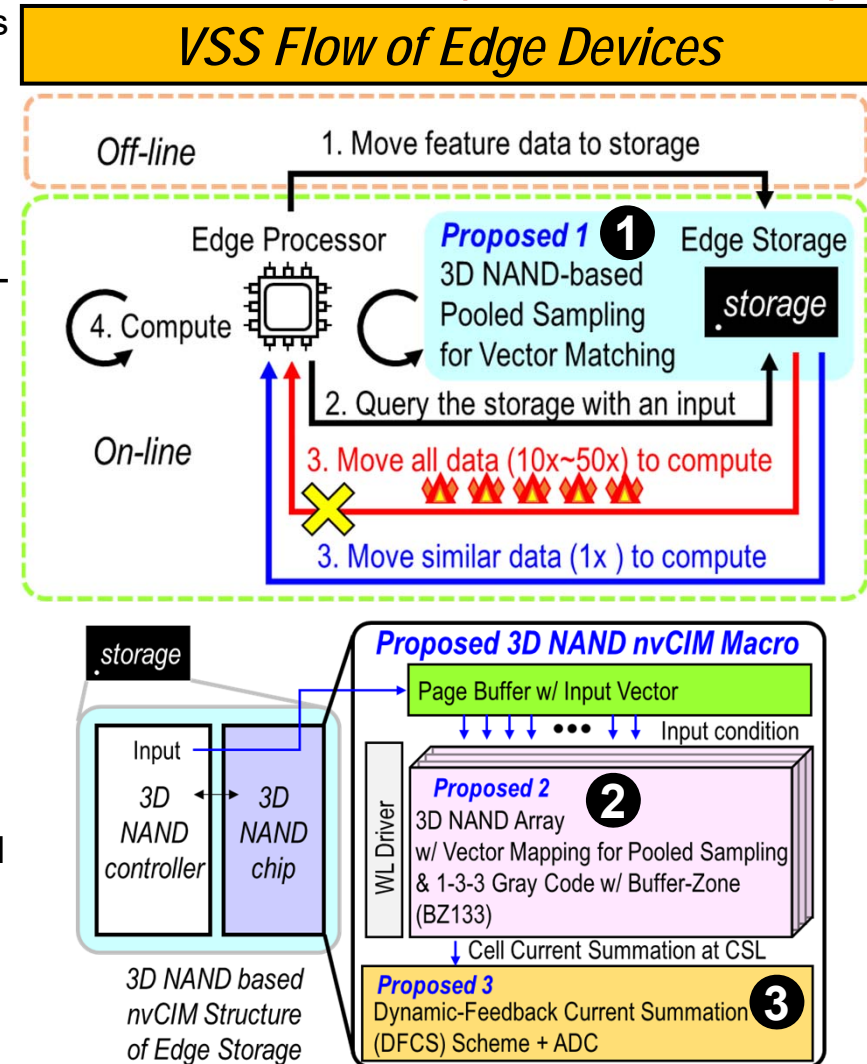 s
VSS Flow of Edge Devices
Off-line
1. Move feature data to storage
Edge Processor
Proposed 1 1
Edge Storage
3D NAND-based
Pooled Sampling
for Vector Matching
.storage
4. Compute
2. Query the storage with an input
On-line
3. Move all data (10x~50x) to compute
3. Move similar data (1x ) to compute
.storage
Proposed 3D NAND nvCIM Macro
Page Buffer w/ Input Vector
Input condition
Input
3D
NAND
controller
3D
NAND
chip
WL Driver
Proposed 2 2
3D NAND Array
w/ Vector Mapping for Pooled Sampling
& 1-3-3 Gray Code w/ Buffer-Zone
(BZ133)
Cell Current Summation at CSL
3D NAND based
nvCIM Structure
of Edge Storage
Proposed 3 3
Dynamic-Feedback Current Summation
(DFCS) Scheme + ADC